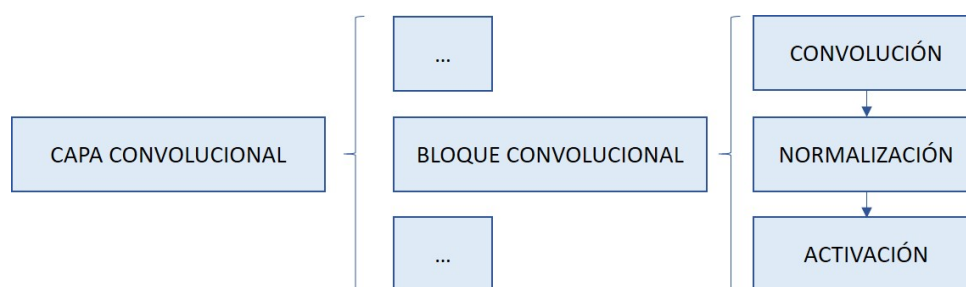 ...
CONVOLUCIÓN
CAPA CONVOLUCIONAL
BLOQUE CONVOLUCIONAL
NORMALIZACIÓN
...
ACTIVACIÓN